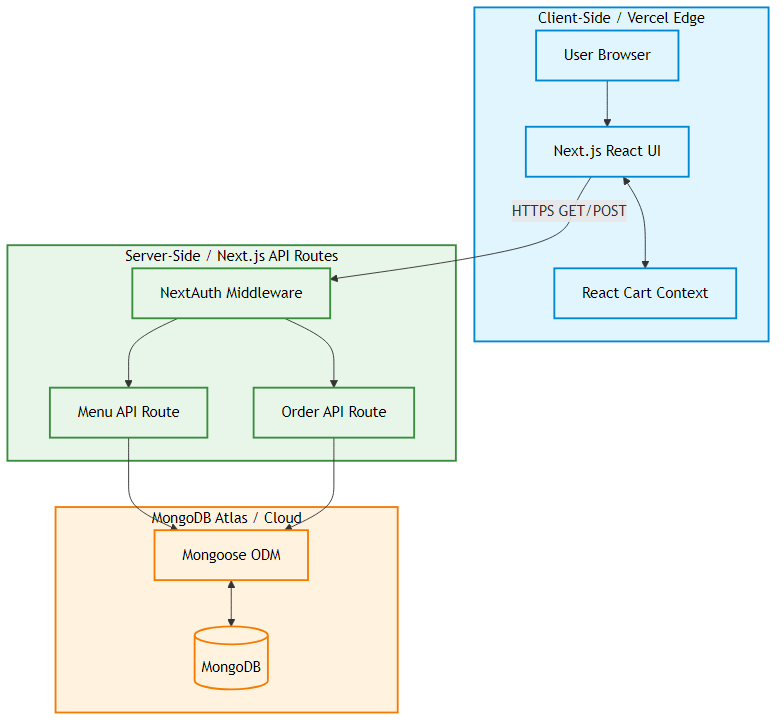 Client-Side / Vercel Edge
User Browser
Next.js React UI
HTTPS GET/POST
React Cart Context
Server-Side / Next.js API Routes
NextAuth Middleware
Menu API Route
Order API Route
MongoDB Atlas / Cloud
Mongoose ODM
MongoDB